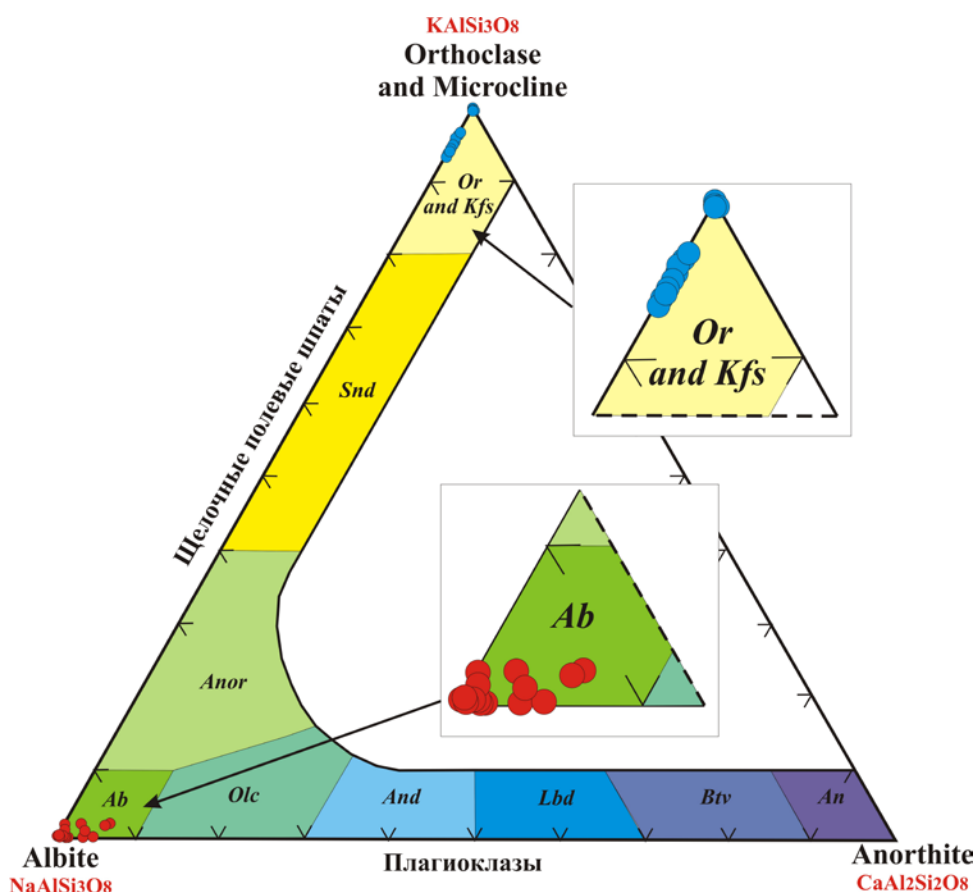 KAlSi3O8
Orthoclase
and Microcline
Or
and Kfs
Or
and Kfs
Щелочные полевые шпаты
Snd
Ab
Anor
Ab
Olc
And
Lbd
Btv
An
Albite
NaAlSi3O8
Плагиоклазы
Anorthite
CaAl2Si2O8